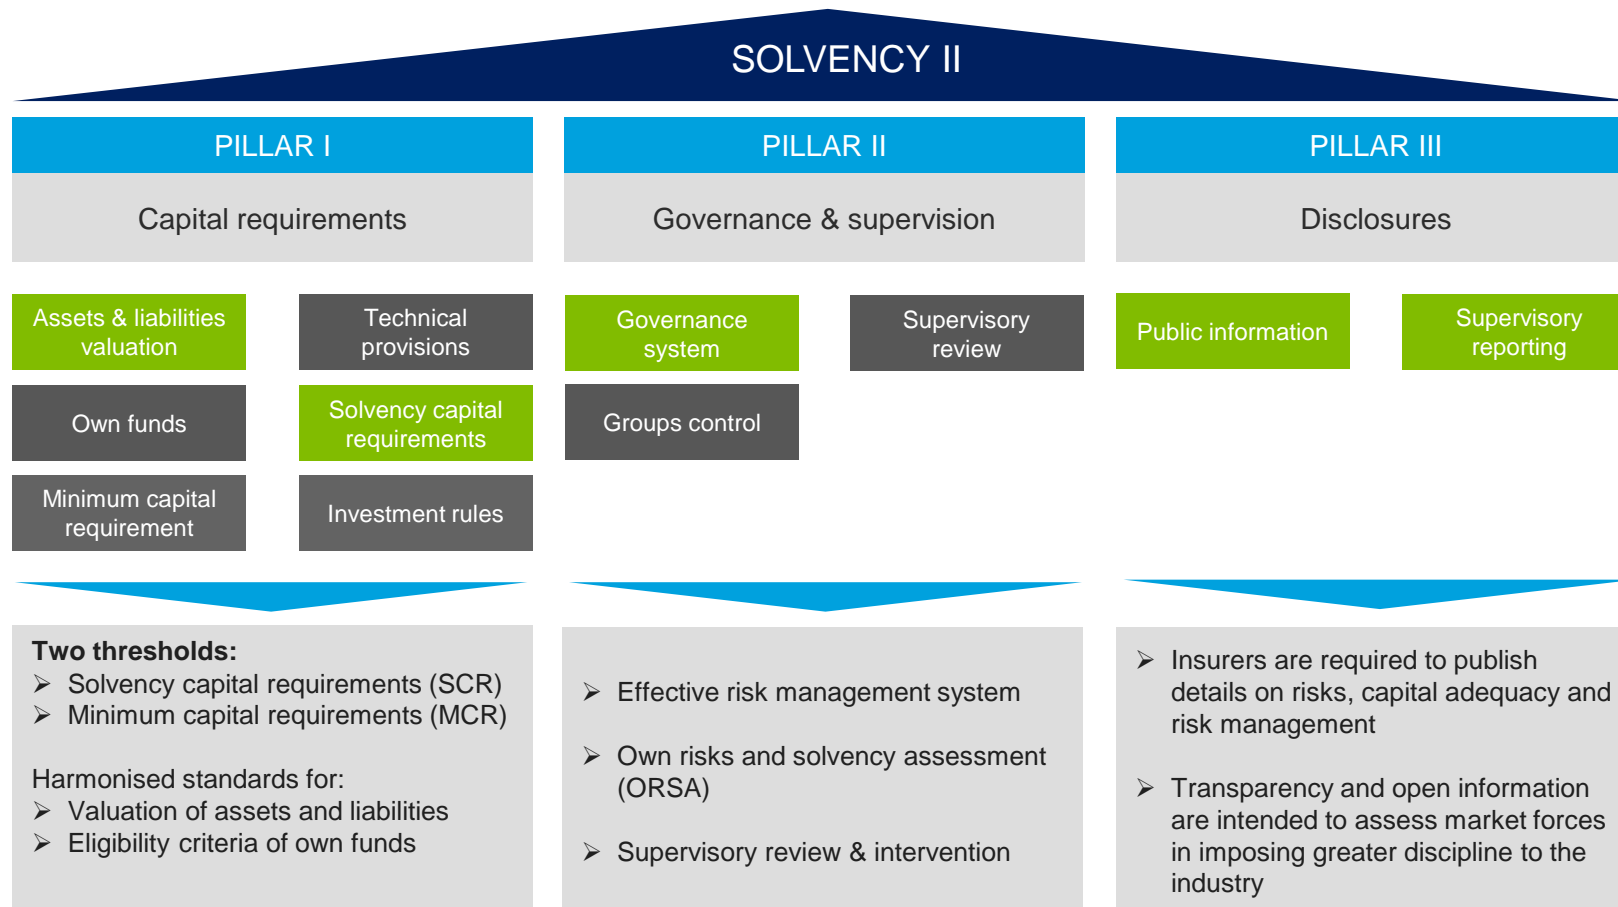 SOLVENCY II
PILLAR I
Capital requirements
Assets & liabilities
valuation
Technical
provisions
Own funds
Solvency capital
requirements
Minimum capital
requirement
Investment rules
Two thresholds:
➢ Solvency capital requirements (SCR)
➢ Minimum capital requirements (MCR)
Harmonised standards for:
➢ Valuation of assets and liabilities
➢ Eligibility criteria of own funds
PILLAR II
Governance & supervision
Governance
system
Supervisory
review
Groups control
➢ Effective risk management system
➢ Own risks and solvency assessment
(ORSA)
➢ Supervisory review & intervention
PILLAR III
Disclosures
Public information
Supervisory
reporting
➢ Insurers are required to publish
details on risks, capital adequacy and
risk management
➢ Transparency and open information
are intended to assess market forces
in imposing greater discipline to the
industry